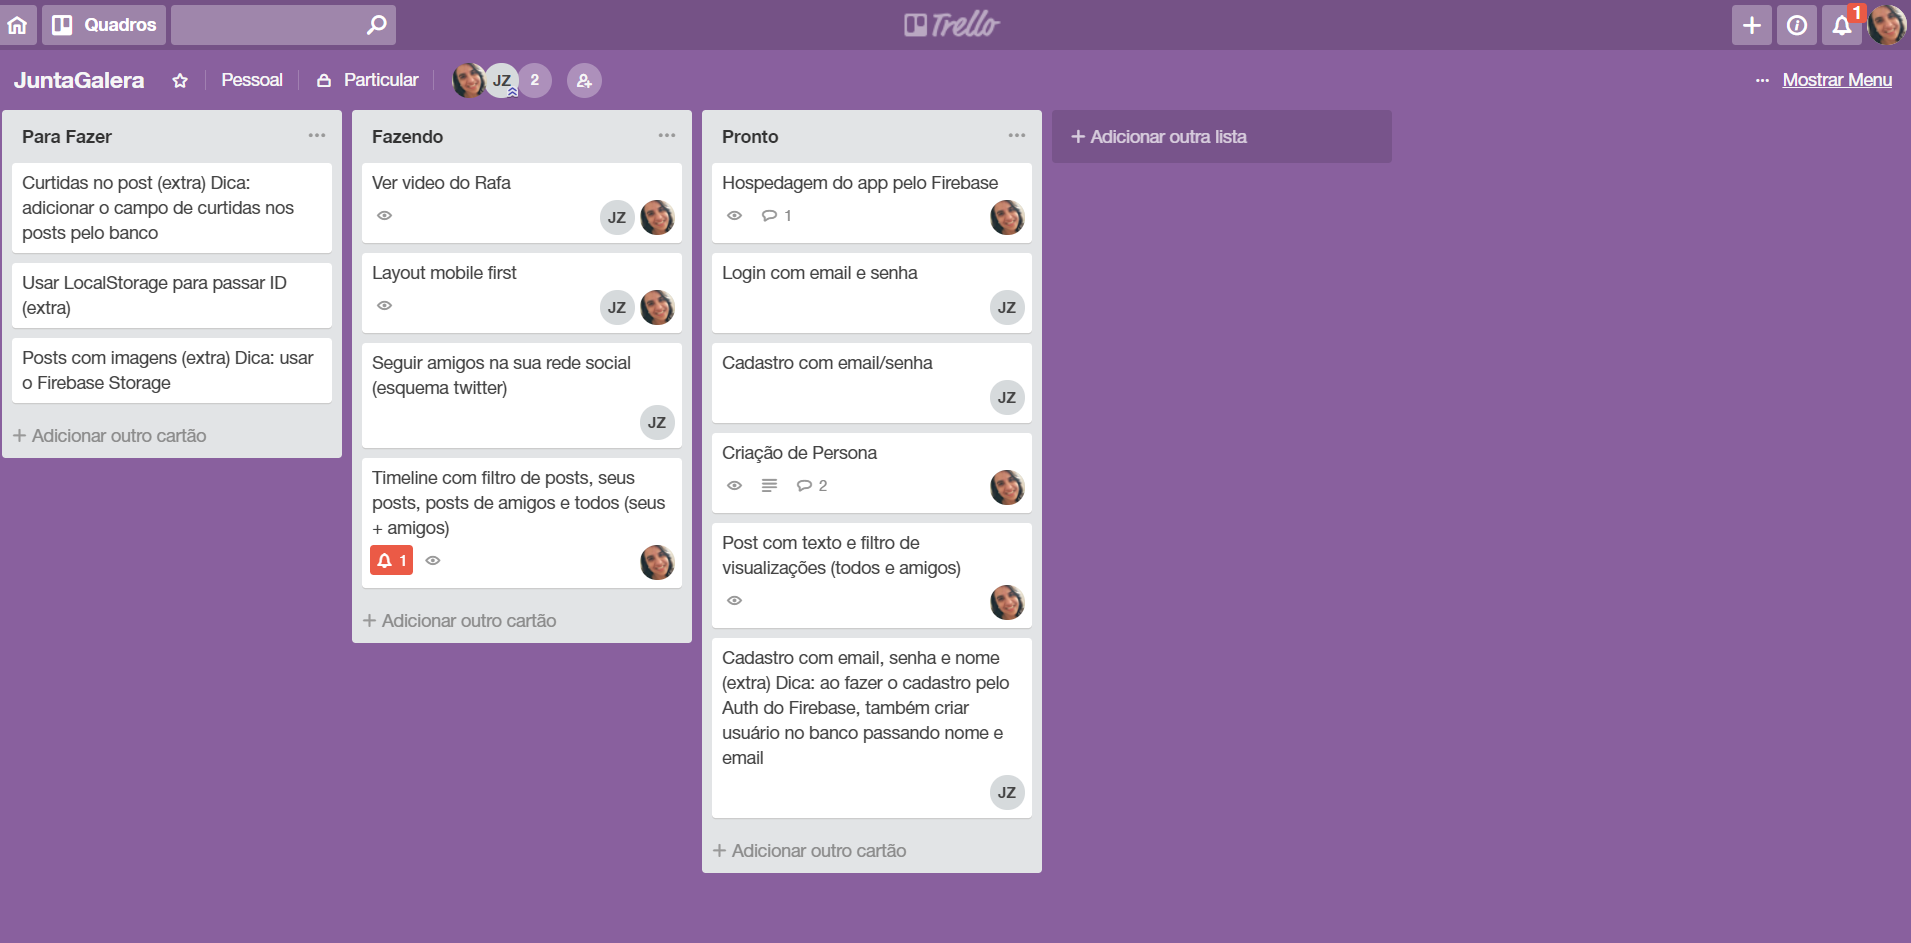 Quadros
Trello
1
JuntaGalera
Pessoal
Particular
JZ
2
Mostrar Menu
Para Fazer
Curtidas no post (extra) Dica:
adicionar o campo de curtidas nos
posts pelo banco
Usar LocalStorage para passar ID
(extra)
Posts com imagens (extra) Dica: usar
o Firebase Storage
+ Adicionar outro cartão
Fazendo
Ver video do Rafa
JZ
Layout mobile first
JZ
Seguir amigos na sua rede social
(esquema twitter)
JZ
Timeline com filtro de posts, seus
posts, posts de amigos e todos (seus
+ amigos)
1
+ Adicionar outro cartão
Pronto
Hospedagem do app pelo Firebase
1
Login com email e senha
JZ
Cadastro com email/senha
JZ
Criação de Persona
2
Post com texto e filtro de
visualizações (todos e amigos)
Cadastro com email, senha e nome
(extra) Dica: ao fazer o cadastro pelo
Auth do Firebase, também criar
usuário no banco passando nome e
email
JZ
+ Adicionar outro cartão
+ Adicionar outra lista